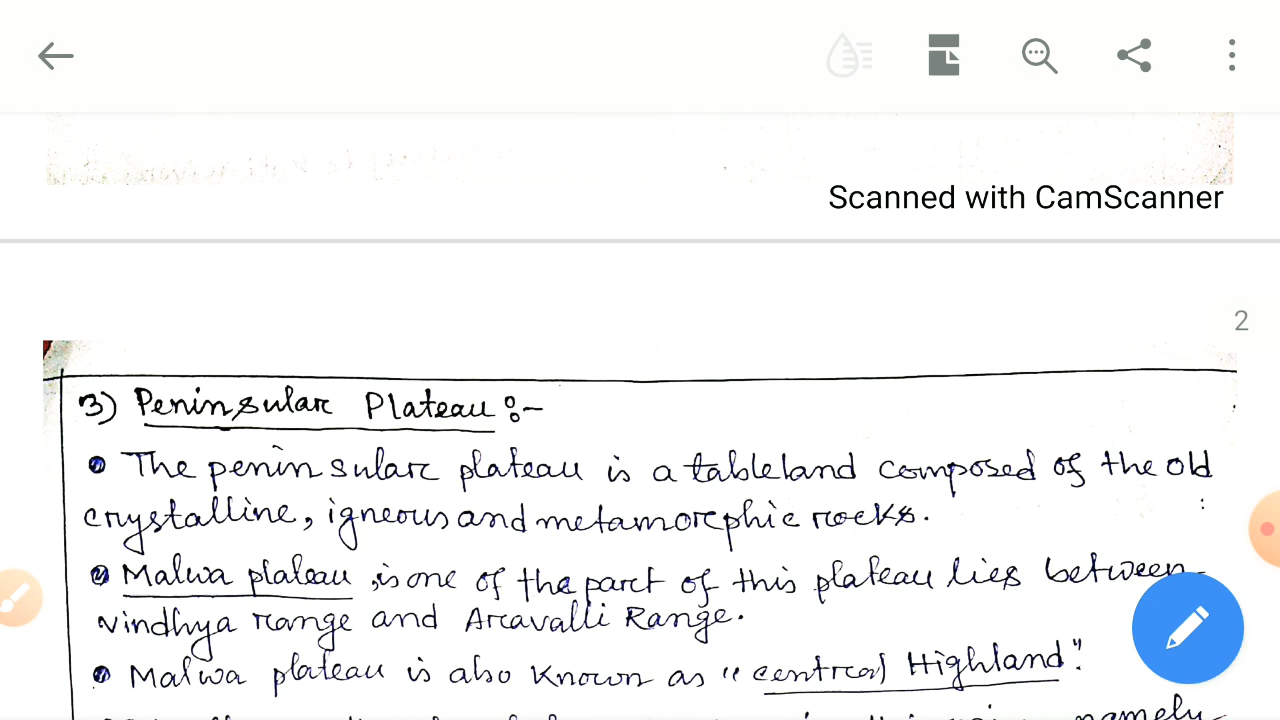 Scanned with CamScanner
2
3) Peninsular Plateau :-
The peninsular plateau is a tableland composed of the old
crystalline, igneous and metamorphic rocks.
Malwa plateau, is one of the part of this plateau lies between
vindhya range and Aravalli Range.
Malwa plateau is also known as "central Highland".
namely-